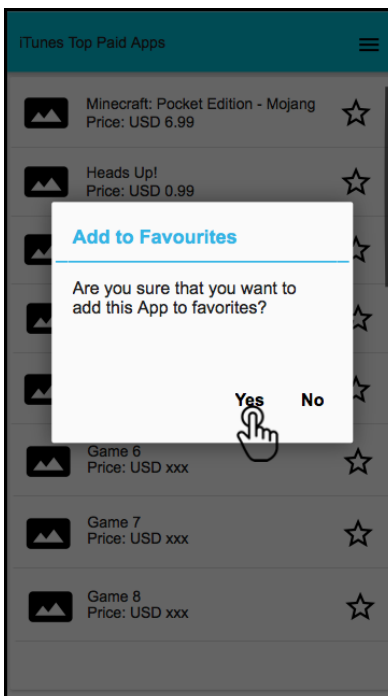 iTunes Top Paid Apps
Minecraft: Pocket Edition - Mojang
Price: USD 6.99
Heads Up!
Price: USD 0.99
Add to Favourites
Are you sure that you want to
add this App to favorites?
Yes No
Game 6
Price: USD xxx
Game 7
Price: USD xxx
Game 8
Price: USD xxx